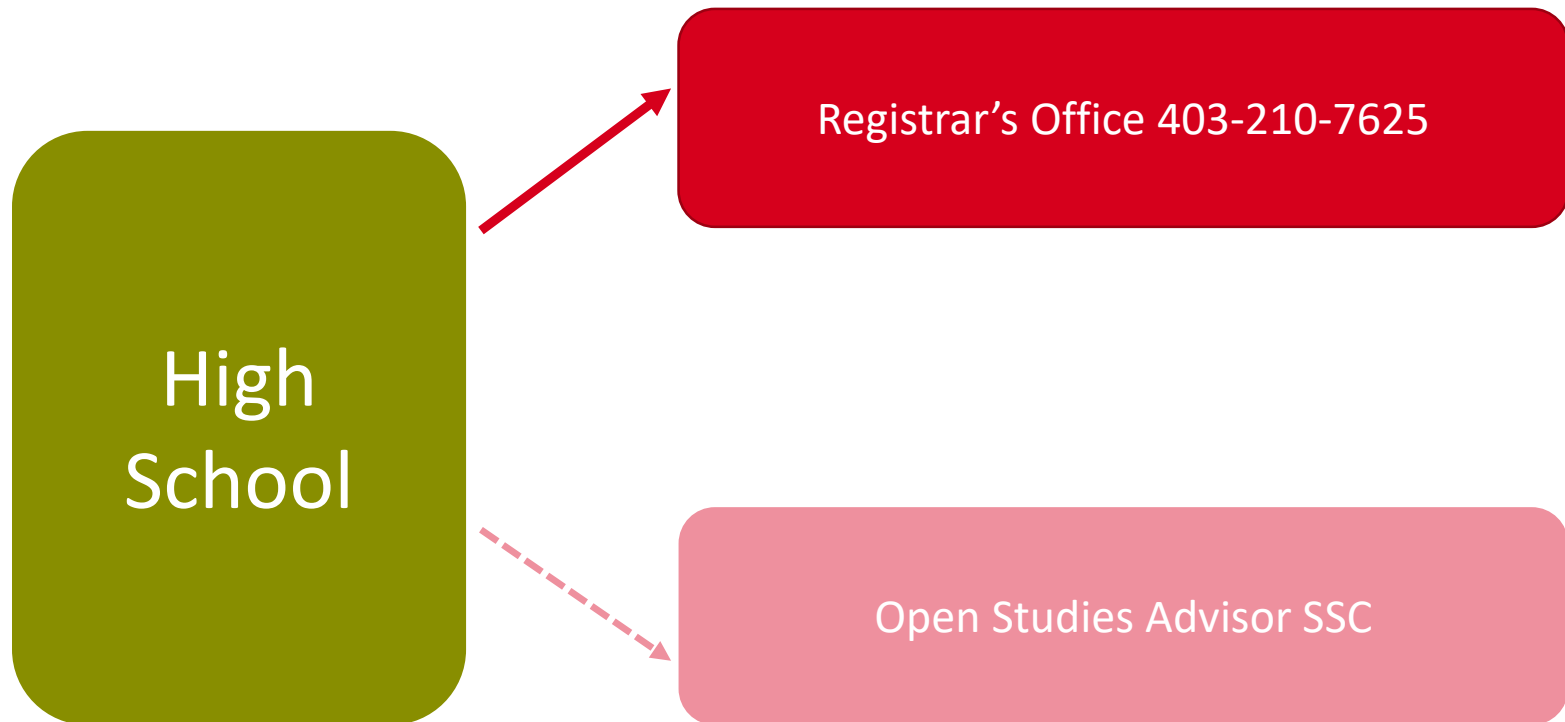 High
School
Registrar’s Office 403-210-7625
Open Studies Advisor SSC